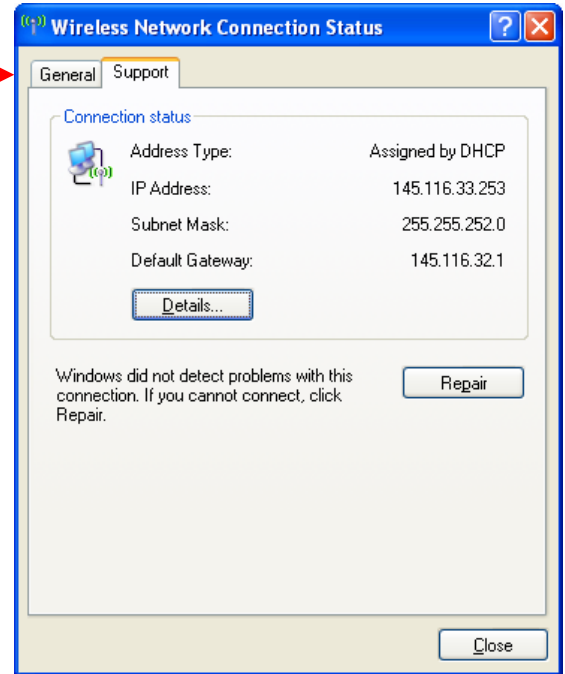 Wireless Network Connection Status
General Support
Connection status
Address Type: Assigned by DHCP
IP Address: 145.116.33.253
Subnet Mask: 255.255.252.0
Default Gateway: 145.116.32.1
Details...
Windows did not detect problems with this
connection. If you cannot connect, click
Repair.
Repair
Close